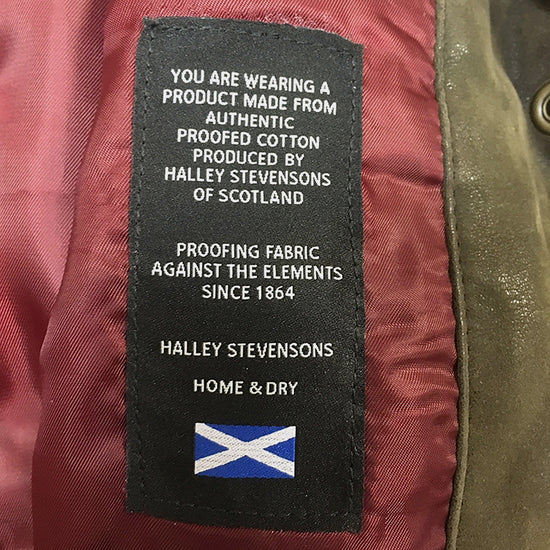 YOU ARE WEARING A
PRODUCT MADE FROM
AUTHENTIC
PROOFED COTTON
PRODUCED BY
HALLEY STEVENSONS
OF SCOTLAND
PROOFING FABRIC
AGAINST THE ELEMENTS
SINCE 1864
HALLEY STEVENSONS
HOME & DRY